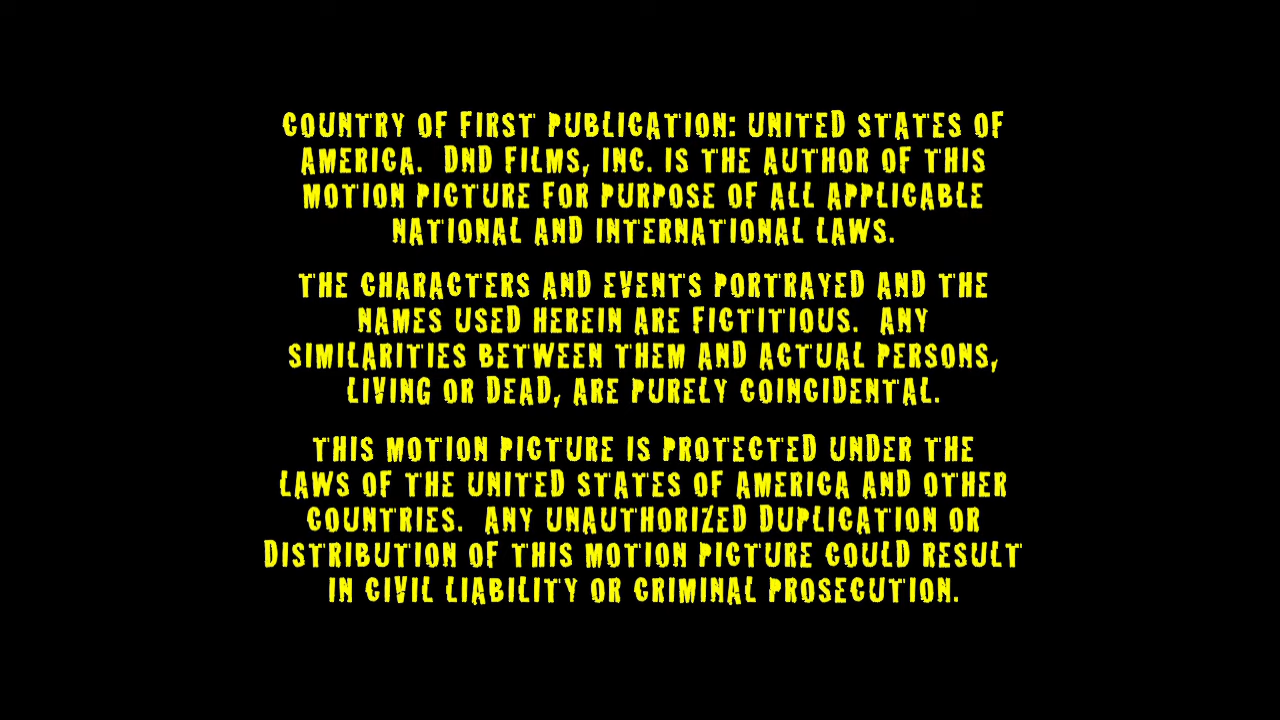 COUNTRY OF FIRST PUBLICATION: UNITED STATES OF
AMERICA. DND FILMS, INC. IS THE AUTHOR OF THIS
MOTION PICTURE FOR PURPOSE OF ALL APPLICABLE
NATIONAL AND INTERNATIONAL LAWS.
THE CHARACTERS AND EVENTS PORTRAYED AND THE
NAMES USED HEREIN ARE FICTITIOUS. ANY
SIMILARITIES BETWEEN THEM AND ACTUAL PERSONS,
LIVING OR DEAD, ARE PURELY COINCIDENTAL.
THIS MOTION PICTURE IS PROTECTED UNDER THE
LAWS OF THE UNITED STATES OF AMERICA AND OTHER
COUNTRIES. ANY UNAUTHORIZED DUPLICATION OR
DISTRIBUTION OF THIS MOTION PICTURE COULD RESULT
IN CIVIL LIABILITY OR CRIMINAL PROSECUTION.